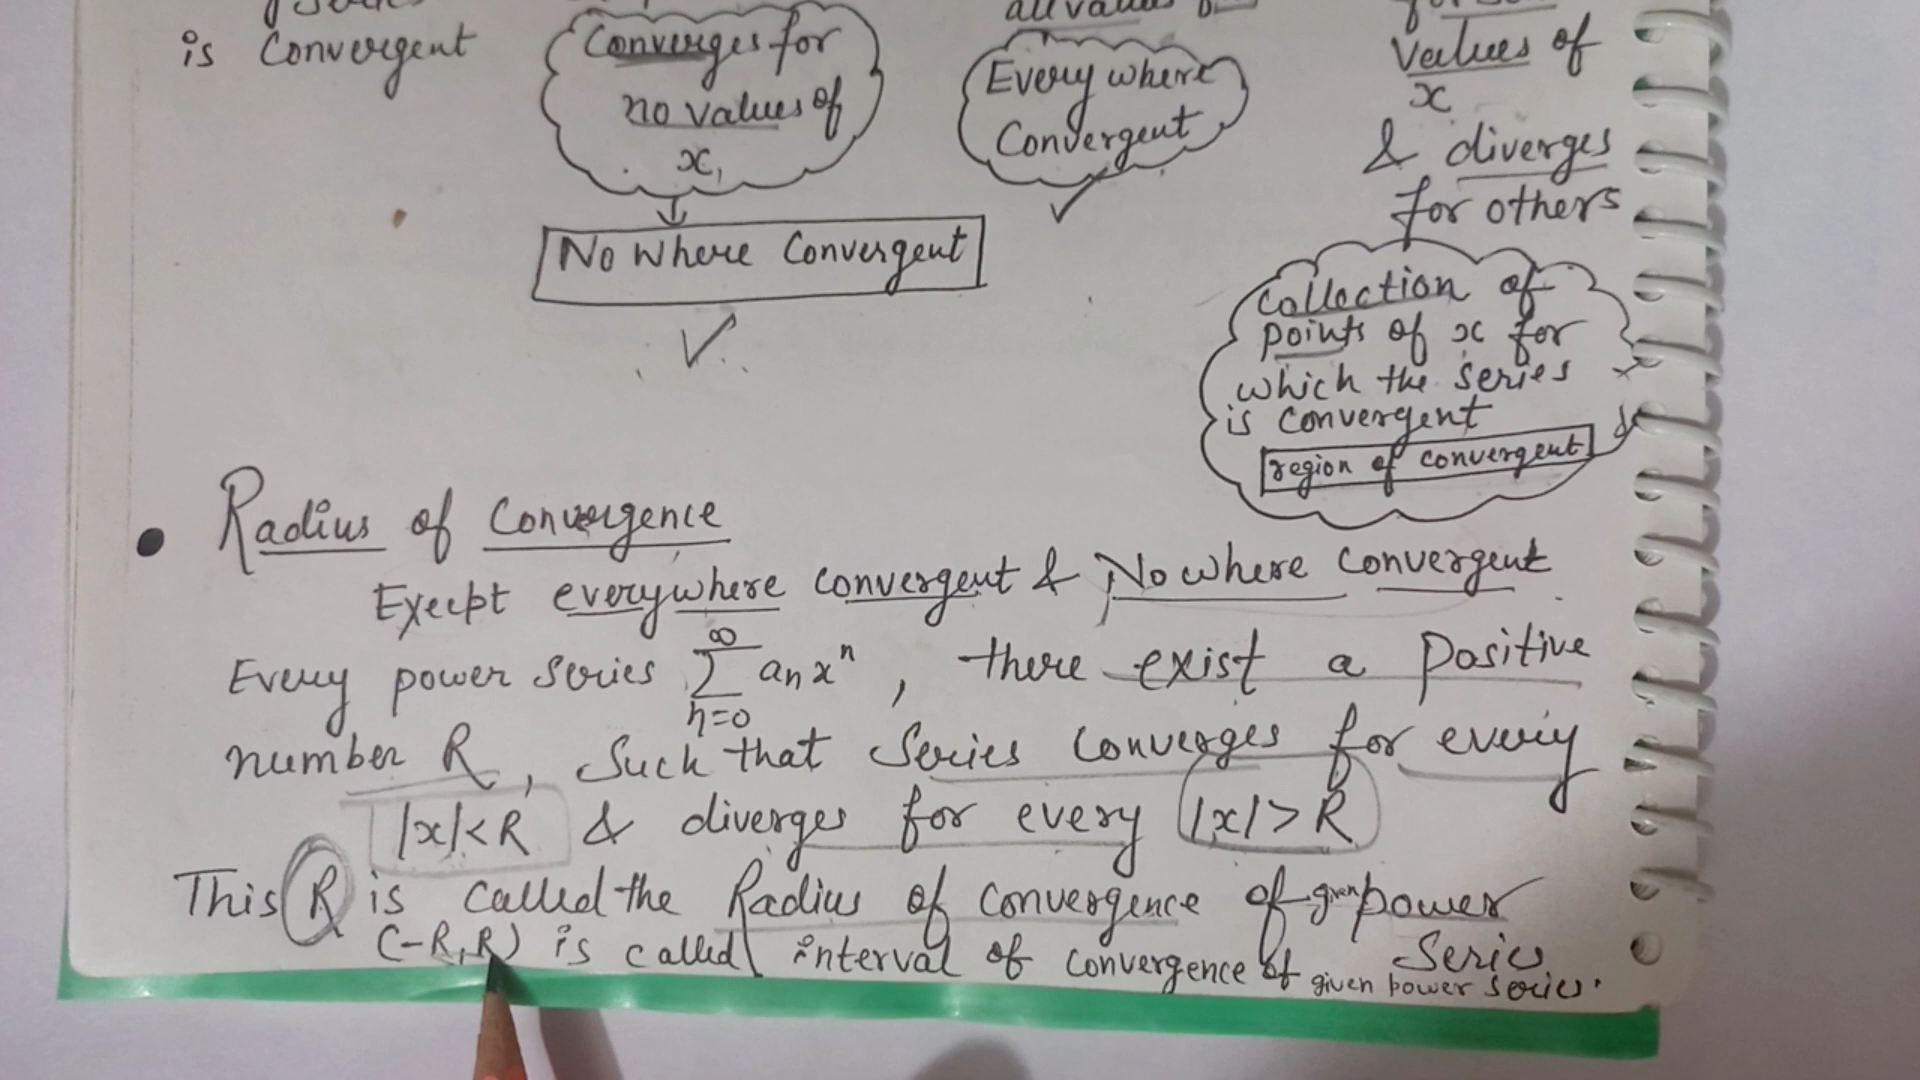 is Convergent
Converges for
no values of
x,
No where Convergent
Every where
Convergent
values of
x
& diverges
for others
Collection of
points of x for
which the series
is convergent
region of convergent
Radius of Convergence
Except everywhere convergent & No where Convergent
Every power series ∑_{n=0}^{∞} aₙxⁿ, there exist a positive
number R, Such that Series Converges for every
|x|<R & diverges for every |x|>R
This R is called the Radius of convergence of given power
Series
(-R,R) is called interval of convergence of given power series.